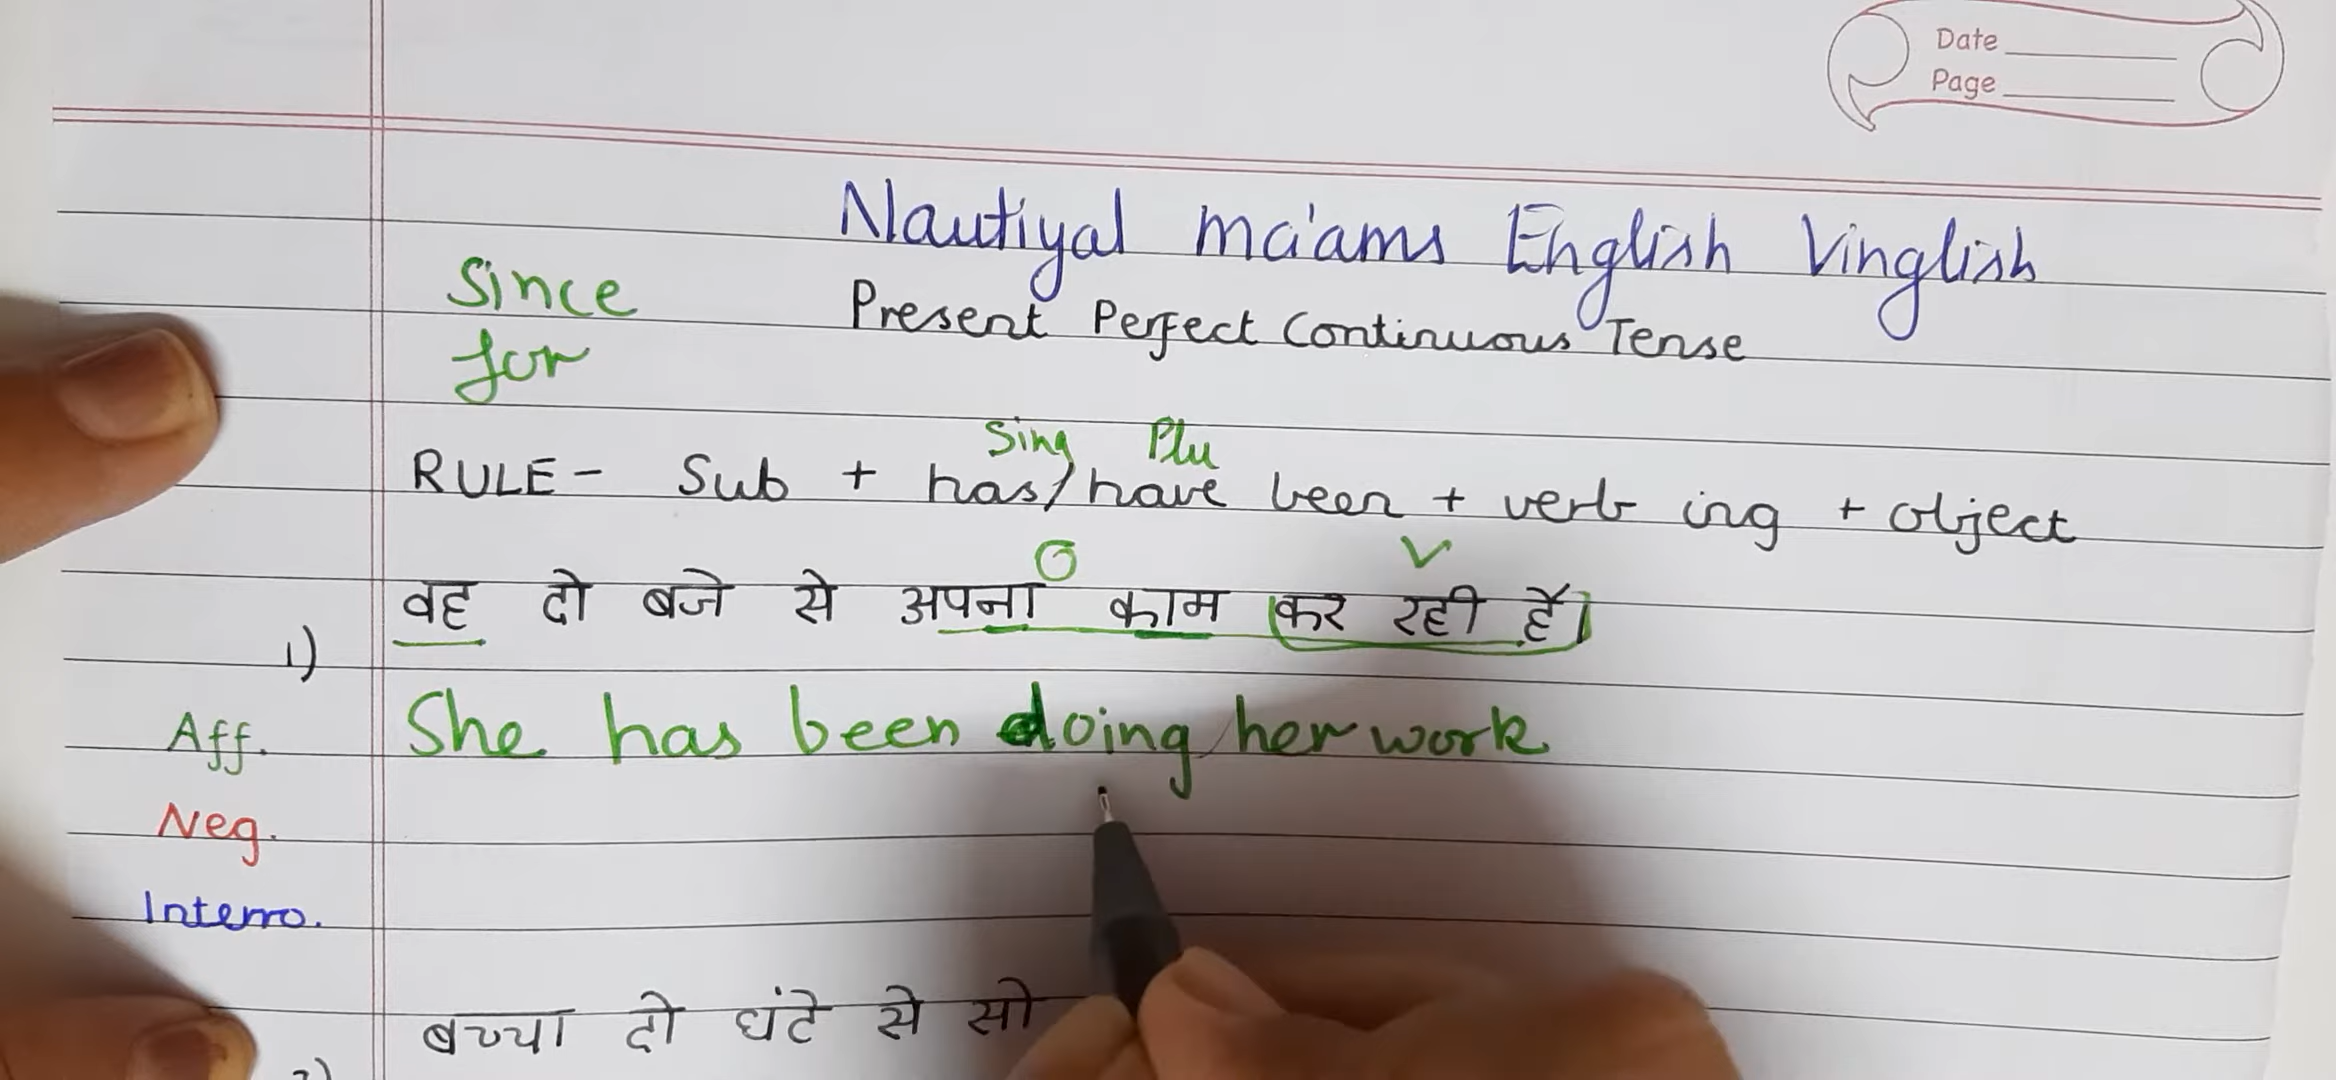 Date
Page
Nautiyal ma'ams English Vinglish
Since
Present Perfect Continuous Tense
for
Sing Plu
RULE - Sub + has/have been + verb ing + object
O V
वह दो बजे से अपना काम कर रही है।
1)
Aff. She has been doing her work
Neg.
Interro.
बच्चा दो घंटे से सो